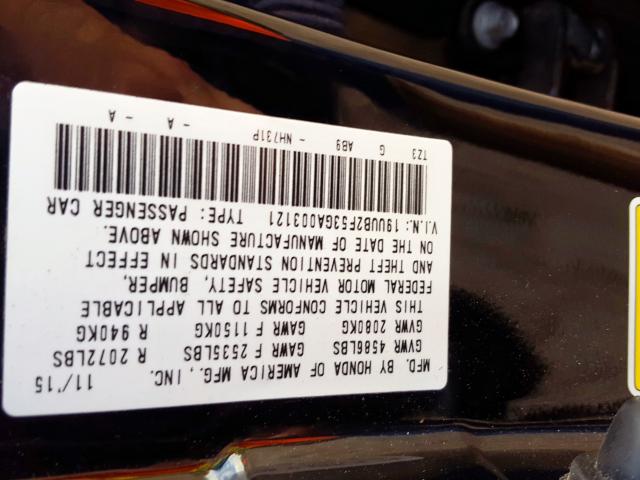 MFD. BY HONDA OF AMERICA MFG., INC. 11/'15
GVWR 4586LBS GAWR F 2535LBS R 2072LBS
GVWR 2080KG GAWR F 1150KG R 940KG
THIS VEHICLE CONFORMS TO ALL APPLICABLE
FEDERAL MOTOR VEHICLE SAFETY, BUMPER,
AND THEFT PREVENTION STANDARDS IN EFFECT
ON THE DATE OF MANUFACTURE SHOWN ABOVE.
V.I.N.: 19UUB2F53GA003121 TYPE: PASSENGER CAR
TZ3 G AB9 - NH731P - A - A